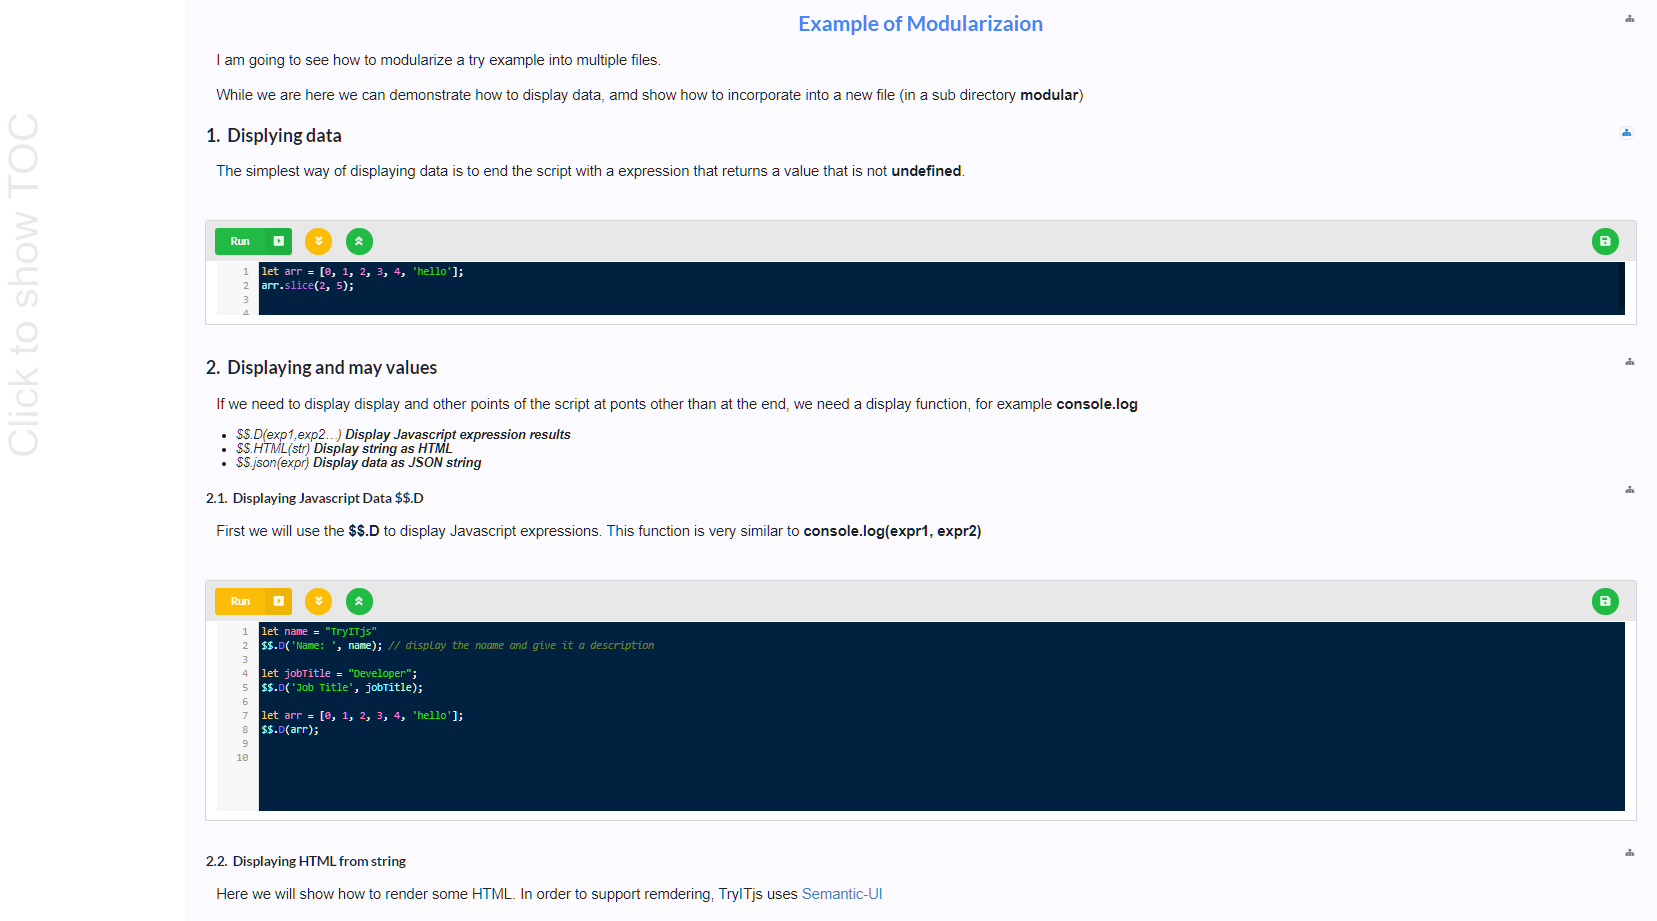 Example of Modularizaion
I am going to see how to modularize a try example into multiple files.
While we are here we can demonstrate how to display data, amd show how to incorporate into a new file (in a sub directory modular)
Click to show TOC
1. Displying data
The simplest way of displaying data is to end the script with a expression that returns a value that is not undefined.
Run
1 let arr = [0, 1, 2, 3, 4, 'hello'];
2 arr.slice(2, 5);
3
4
2. Displaying and may values
If we need to display display and other points of the script at ponts other than at the end, we need a display function, for example console.log
• $$.D(exp1,exp2...) Display Javascript expression results
• $$.HTML(str) Display string as HTML
• $$.json(expr) Display data as JSON string
2.1. Displaying Javascript Data $$.D
First we will use the $$.D to display Javascript expressions. This function is very similar to console.log(expr1, expr2)
Run
1 let name = "TryITjs"
2 $$.D('Name: ', name); // display the naame and give it a description
3
4 let jobTitle = "Developer";
5 $$.D('Job Title', jobTitle);
6
7 let arr = [0, 1, 2, 3, 4, 'hello'];
8 $$.D(arr);
9
10
2.2. Displaying HTML from string
Here we will show how to render some HTML. In order to support remdering, TryITjs uses Semantic-UI